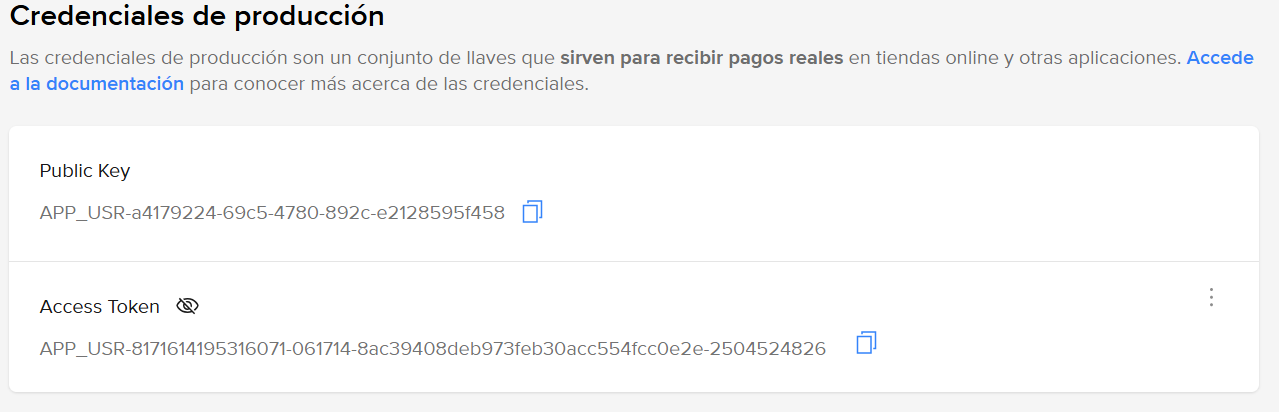 Credenciales de producción
Las credenciales de producción son un conjunto de llaves que sirven para recibir pagos reales en tiendas online y otras aplicaciones. Accede
a la documentación para conocer más acerca de las credenciales.
Public Key
APP_USR-a4179224-69c5-4780-892c-e2128595f458
Access Token
APP_USR-8171614195316071-061714-8ac39408deb973feb30acc554fcc0e2e-2504524826